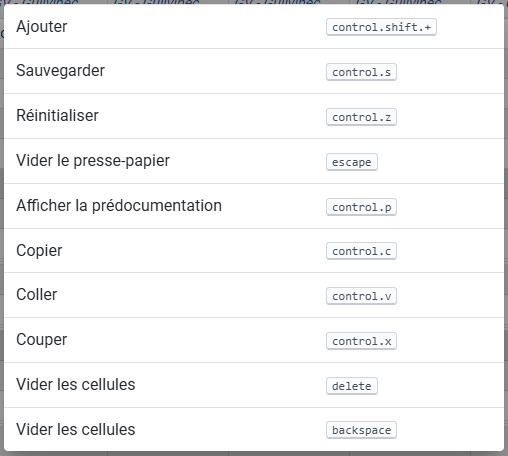 Ajouter control.shift.+
Sauvegarder control.s
Réinitialiser control.z
Vider le presse-papier escape
Afficher la prédocumentation control.p
Copier control.c
Coller control.v
Couper control.x
Vider les cellules delete
Vider les cellules backspace